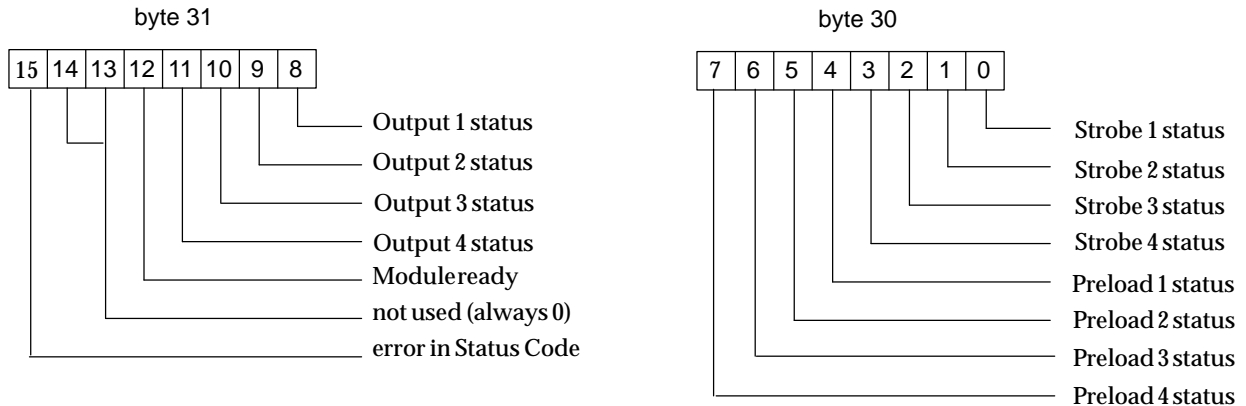 byte 31
15 14 13 12 11 10 9 8
Output 1 status
Output 2 status
Output 3 status
Output 4 status
Module ready
not used (always 0)
error in Status Code
byte 30
7 6 5 4 3 2 1 0
Strobe 1 status
Strobe 2 status
Strobe 3 status
Strobe 4 status
Preload 1 status
Preload 2 status
Preload 3 status
Preload 4 status